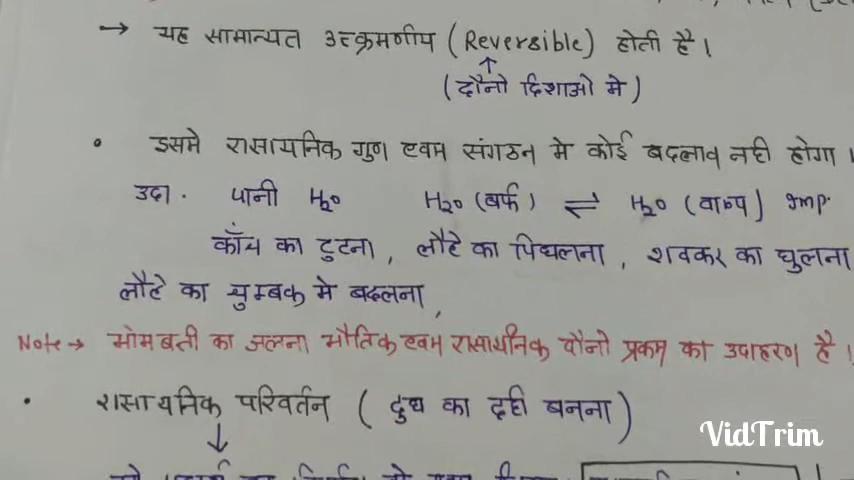 → यह सामान्यत उत्क्रमणीय (Reversible) होती है।
↑
(दौनो दिशाओ मे)
• इसमे रासायनिक गुण एवम संगठन मे कोई बदलाव नही होगा।
उदा. पानी H₂O H₂O (बर्फ) ⇌ H₂O (वाष्प) Imp.
काँच का टुटना, लौहे का पिघलना, शक्कर का घुलना
लौहे का चुम्बक मे बदलना,
Note → मोमबती का जलना भौतिक एवम रासायनिक दौनो प्रकम का उदाहरण है।
• रासायनिक परिवर्तन (दुध का दही बनना)
↓
VidTrim